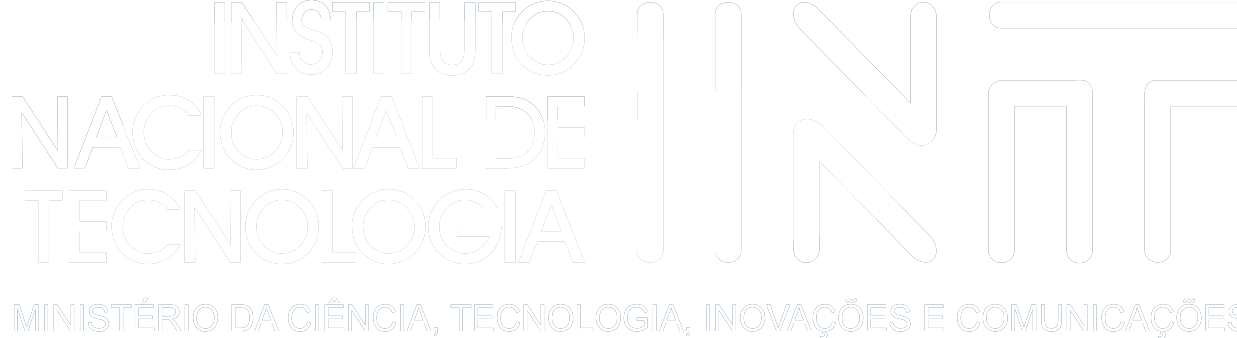 INSTITUTO
NACIONAL DE
TECNOLOGIA
INT
MINISTÉRIO DA CIÊNCIA, TECNOLOGIA, INOVAÇÕES E COMUNICAÇÕES